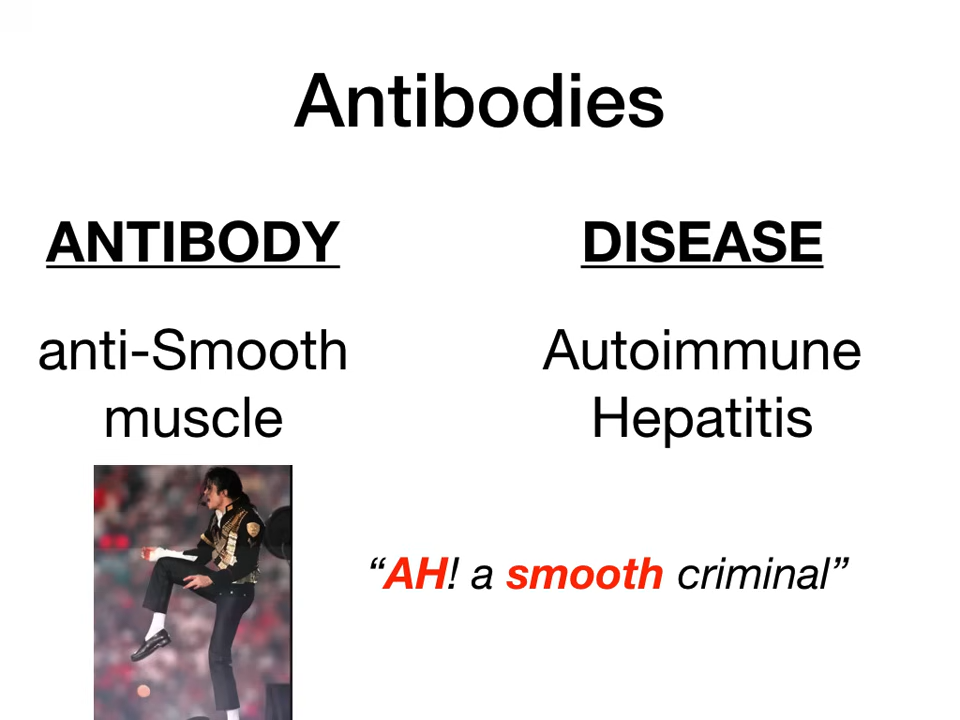 Antibodies
ANTIBODY
DISEASE
anti-Smooth
muscle
Autoimmune
Hepatitis
“AH! a smooth criminal”